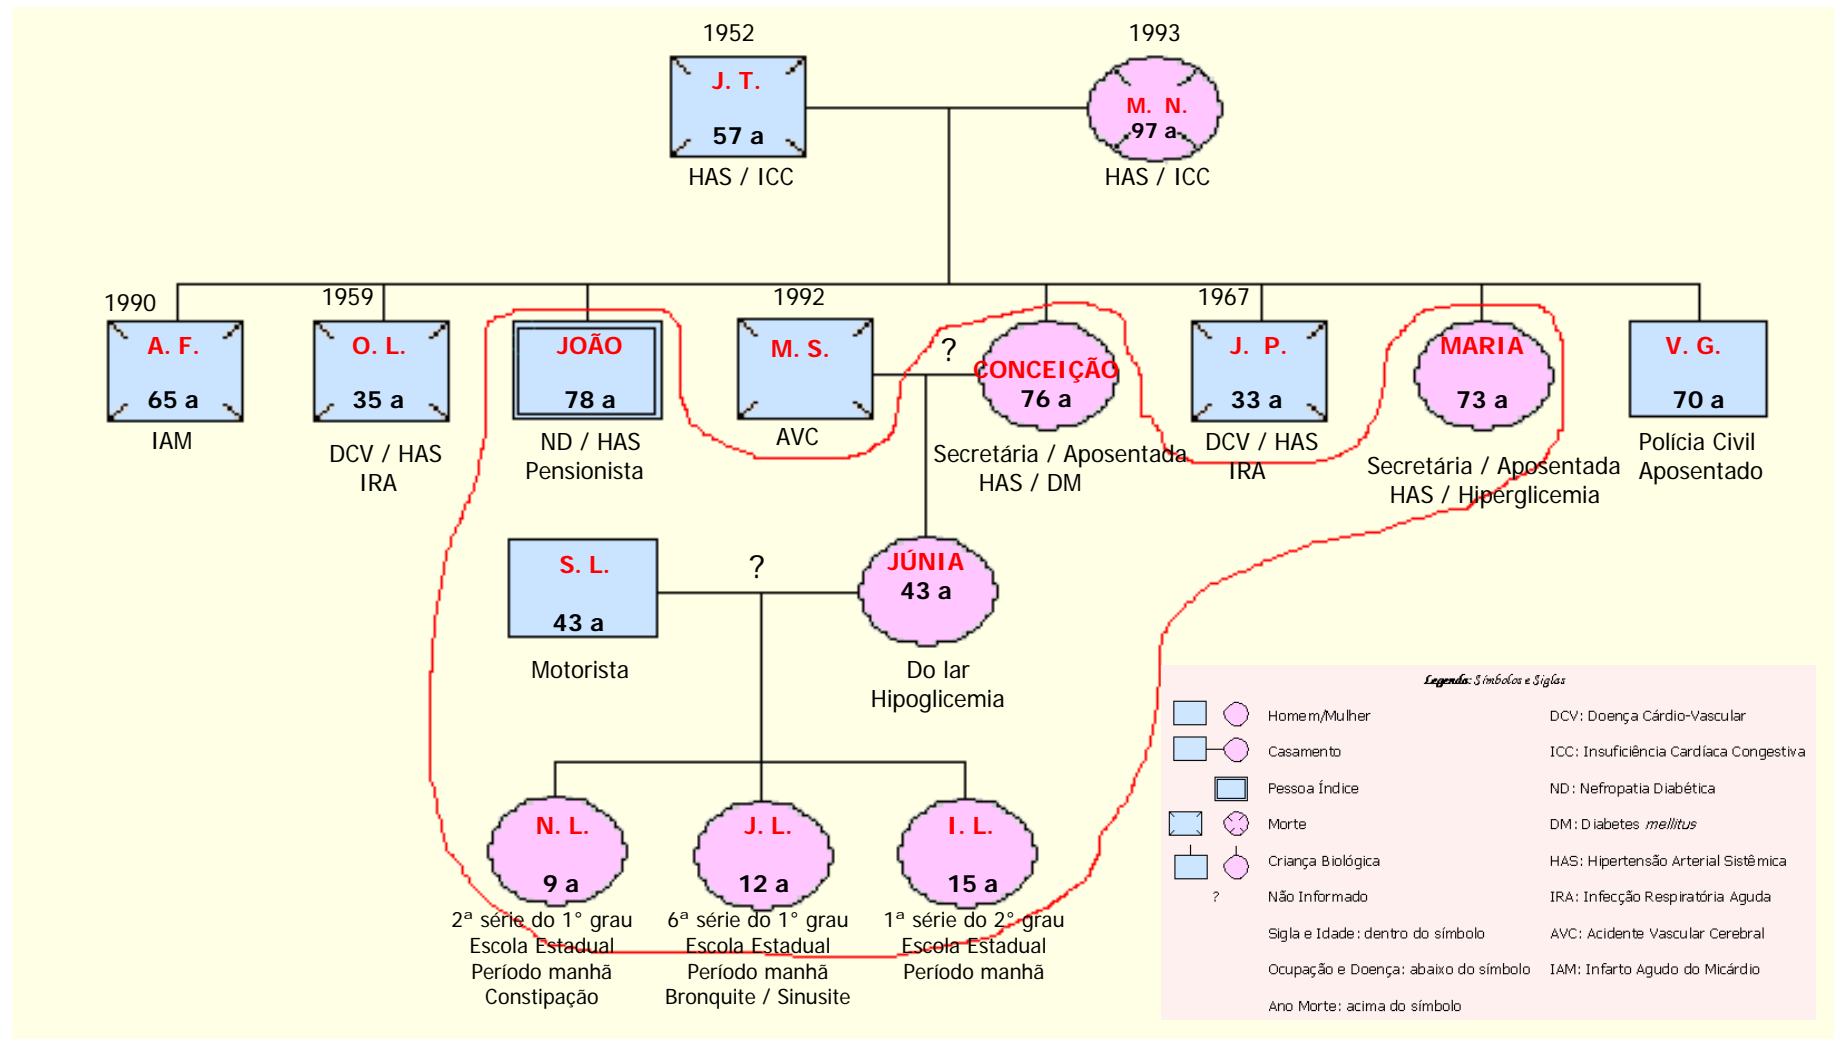 1952
1993
J. T.
57 a
M. N.
97 a
HAS / ICC
HAS / ICC
1990
1959
1992
1967
A. F.
65 a
IAM
O. L.
35 a
DCV / HAS
IRA
JOÃO
78 a
ND / HAS
Pensionista
M. S.
AVC
?
CONCEIÇÃO
76 a
Secretária / Aposentada
HAS / DM
J. P.
33 a
DCV / HAS
IRA
MARIA
73 a
Secretária / Aposentada
HAS / Hiperglicemia
V. G.
70 a
Polícia Civil
Aposentado
S. L.
43 a
Motorista
?
JÚNIA
43 a
Do lar
Hipoglicemia
N. L.
9 a
2ª série do 1° grau
Escola Estadual
Período manhã
Constipação
J. L.
12 a
6ª série do 1° grau
Escola Estadual
Período manhã
Bronquite / Sinusite
I. L.
15 a
1ª série do 2° grau
Escola Estadual
Período manhã
Legenda: Símbolos e Siglas
Homem/Mulher
Casamento
Pessoa Índice
Morte
Criança Biológica
? Não Informado
Sigla e Idade: dentro do símbolo
Ocupação e Doença: abaixo do símbolo
Ano Morte: acima do símbolo
DCV: Doença Cárdio-Vascular
ICC: Insuficiência Cardíaca Congestiva
ND: Nefropatia Diabética
DM: Diabetes mellitus
HAS: Hipertensão Arterial Sistêmica
IRA: Infecção Respiratória Aguda
AVC: Acidente Vascular Cerebral
IAM: Infarto Agudo do Micárdio